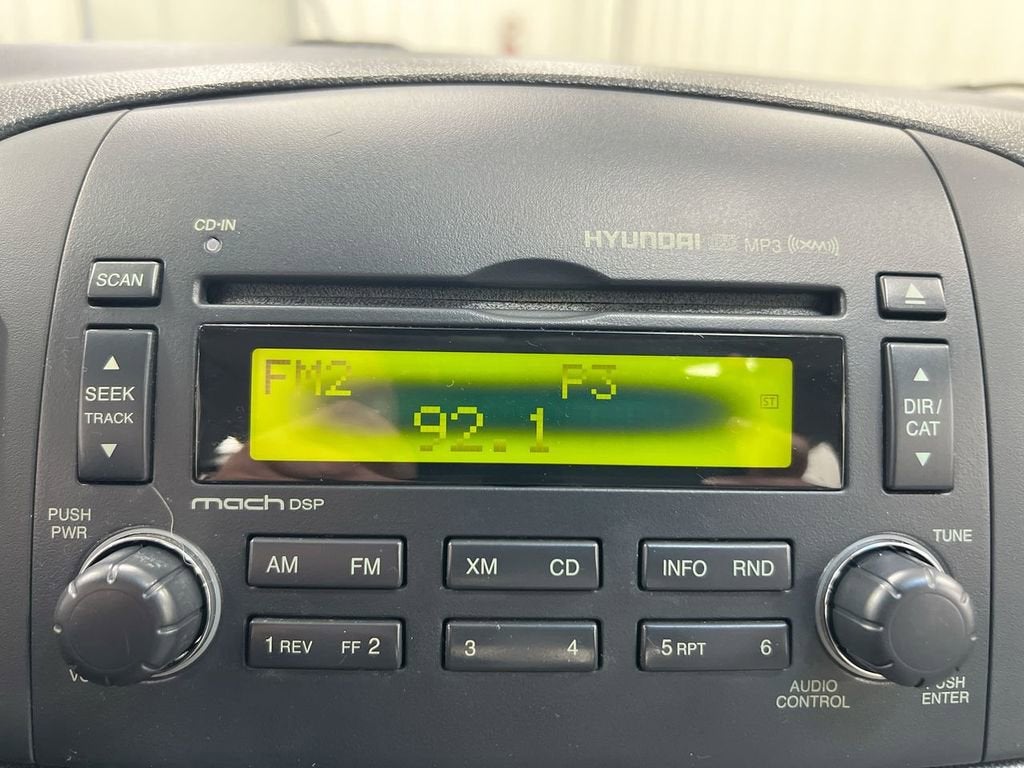 CD-IN
HYUNDAI MP3 ((XM))
SCAN
SEEK
TRACK
FM2 P3
ST
92.1
DIR/
CAT
mach DSP
PUSH
PWR
TUNE
AM FM
XM CD
INFO RND
1 REV FF 2
3 4
5 RPT 6
AUDIO
CONTROL
PUSH
ENTER